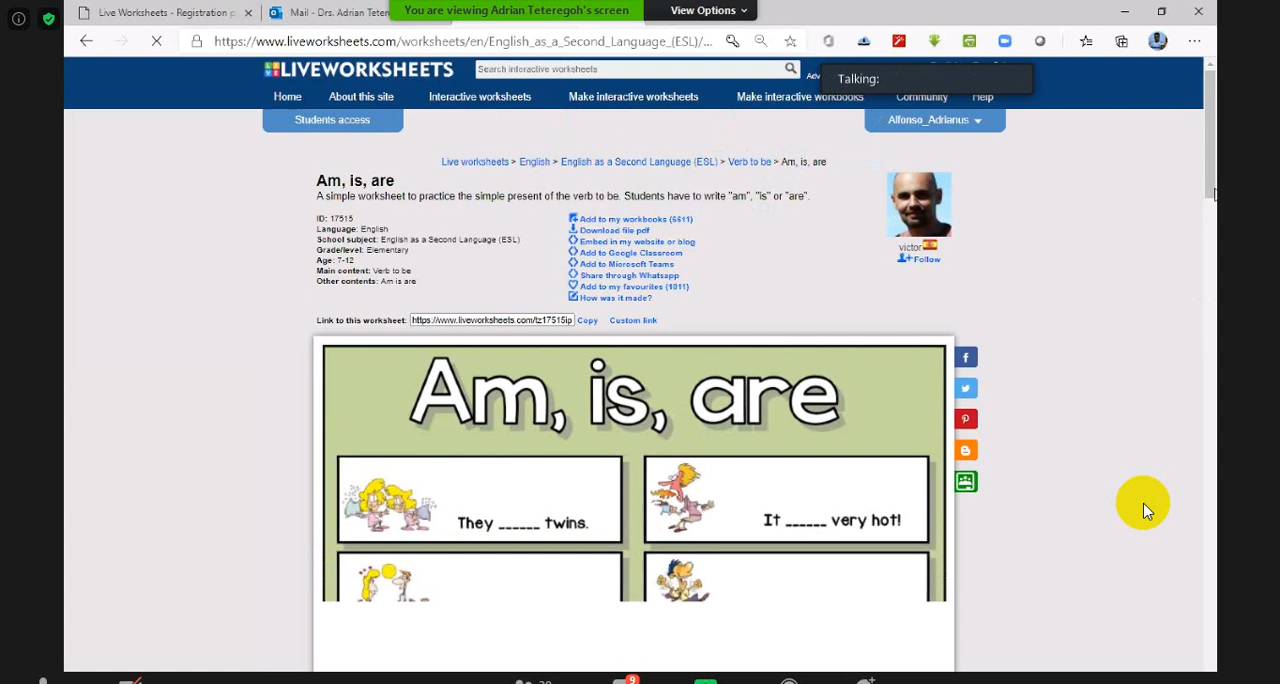 You are viewing Adrian Teteregoh's screen
View Options
Live Worksheets - Registration p
Mail - Drs. Adrian Teter
https://www.liveworksheets.com/worksheets/en/English_as_a_Second_Language_(ESL)/...
LIVEWORKSHEETS
Search interactive worksheets
Talking:
Home
About this site
Interactive worksheets
Make interactive worksheets
Make interactive workbooks
Community
Help
Students access
Alfonso_Adrianus
Live worksheets > English > English as a Second Language (ESL) > Verb to be > Am, is, are
Am, is, are
A simple worksheet to practice the simple present of the verb to be. Students have to write "am", "is" or "are".
ID: 17515
Language: English
School subject: English as a Second Language (ESL)
Grade/level: Elementary
Age: 7-12
Main content: Verb to be
Other contents: Am is are
Add to my workbooks (6611)
Download file pdf
Embed in my website or blog
Add to Google Classroom
Add to Microsoft Teams
Share through Whatsapp
Add to my favourites (1011)
How was it made?
victor
Follow
Link to this worksheet: https://www.liveworksheets.com/tz17515ip Copy Custom link
Am, is, are
They ______ twins.
It ______ very hot!
9